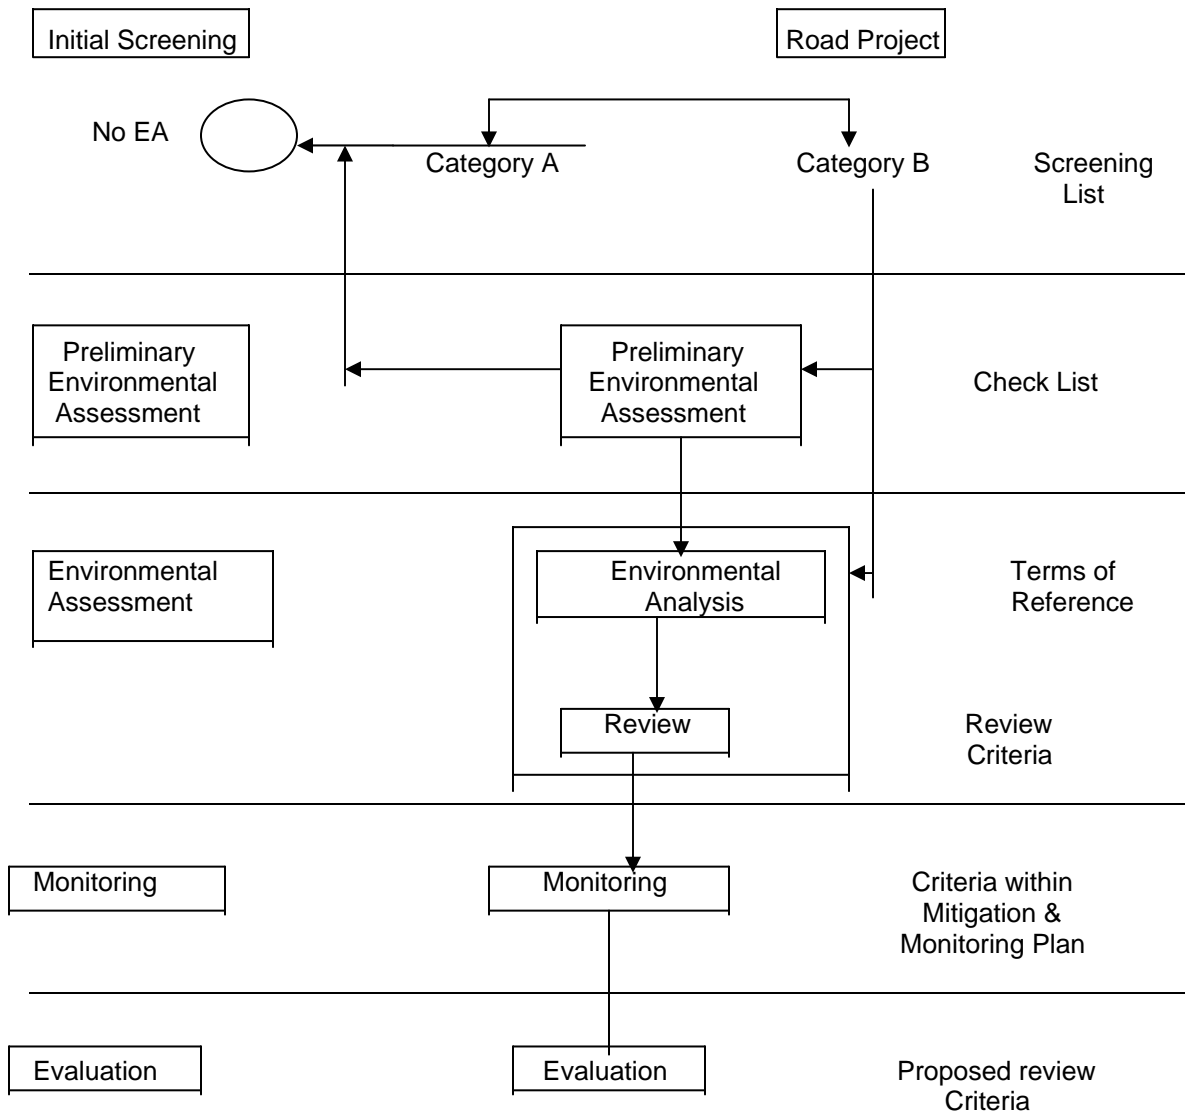 Initial Screening
Road Project
No EA
Category A
Category B
Screening
List
Preliminary
Environmental
Assessment
Preliminary
Environmental
Assessment
Check List
Environmental
Assessment
Environmental
Analysis
Terms of
Reference
Review
Review
Criteria
Monitoring
Monitoring
Criteria within
Mitigation &
Monitoring Plan
Evaluation
Evaluation
Proposed review
Criteria